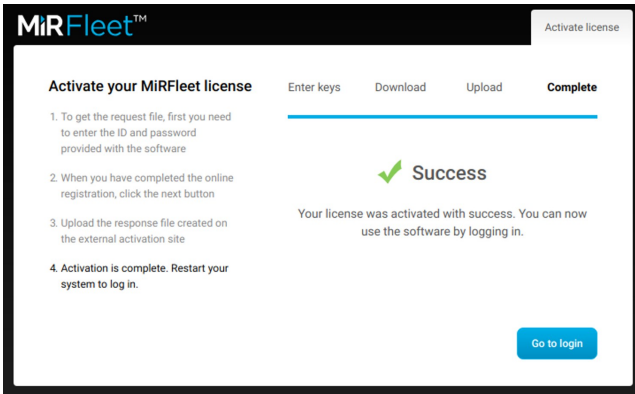 MiRFleet™
Activate license
Activate your MiRFleet license
1. To get the request file, first you need
to enter the ID and password
provided with the software
2. When you have completed the online
registration, click the next button
3. Upload the response file created on
the external activation site
4. Activation is complete. Restart your
system to log in.
Enter keys Download Upload Complete
Success
Your license was activated with success. You can now
use the software by logging in.
Go to login